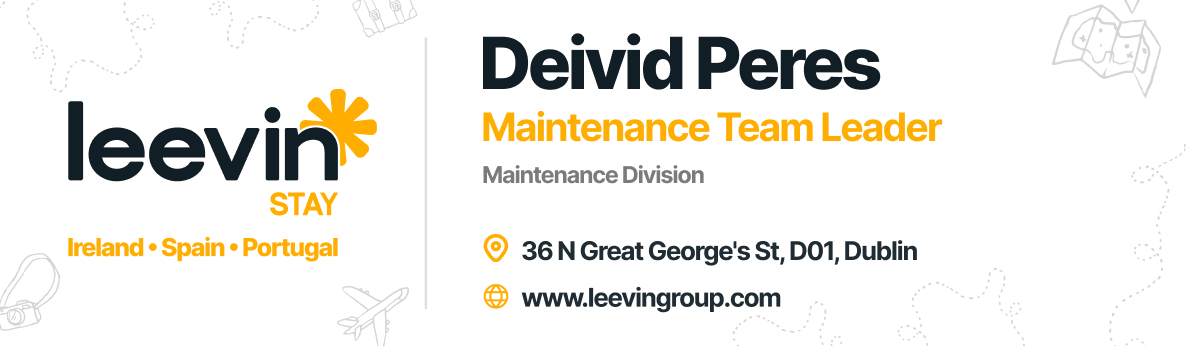 leevin
STAY
Ireland • Spain • Portugal
Deivid Peres
Maintenance Team Leader
Maintenance Division
36 N Great George's St, D01, Dublin
www.leevingroup.com